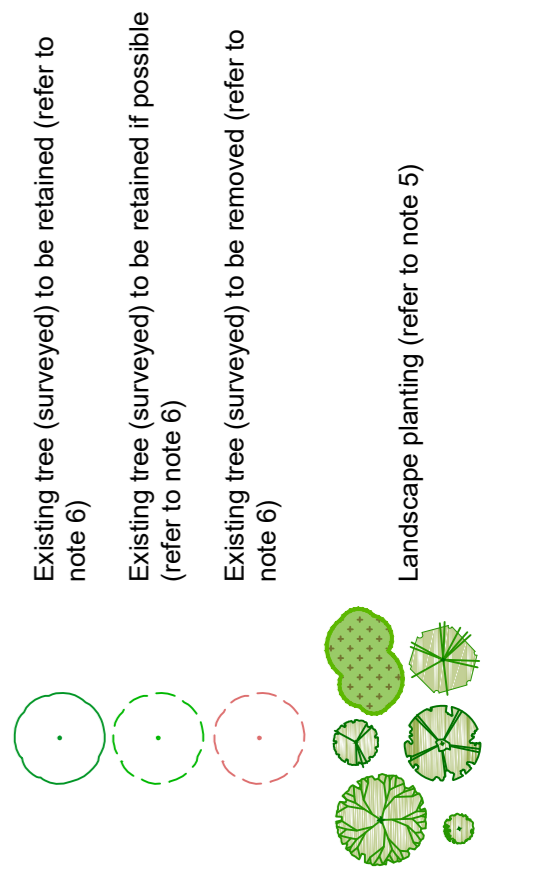 Existing tree (surveyed) to be retained (refer to
note 6)
Existing tree (surveyed) to be retained if possible
(refer to note 6)
Existing tree (surveyed) to be removed (refer to
note 6)
Landscape planting (refer to note 5)